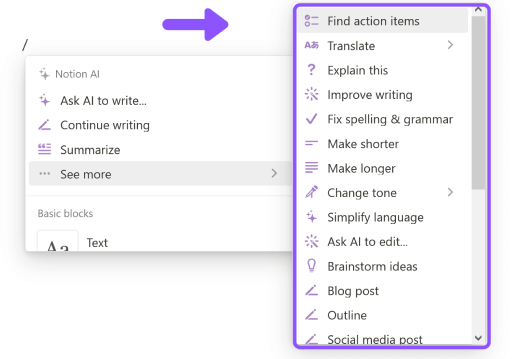 /
Notion AI
Ask AI to write...
Continue writing
Summarize
See more
Basic blocks
Aa
Text
Find action items
Translate
Explain this
Improve writing
Fix spelling & grammar
Make shorter
Make longer
Change tone
Simplify language
Ask AI to edit...
Brainstorm ideas
Blog post
Outline
Social media post